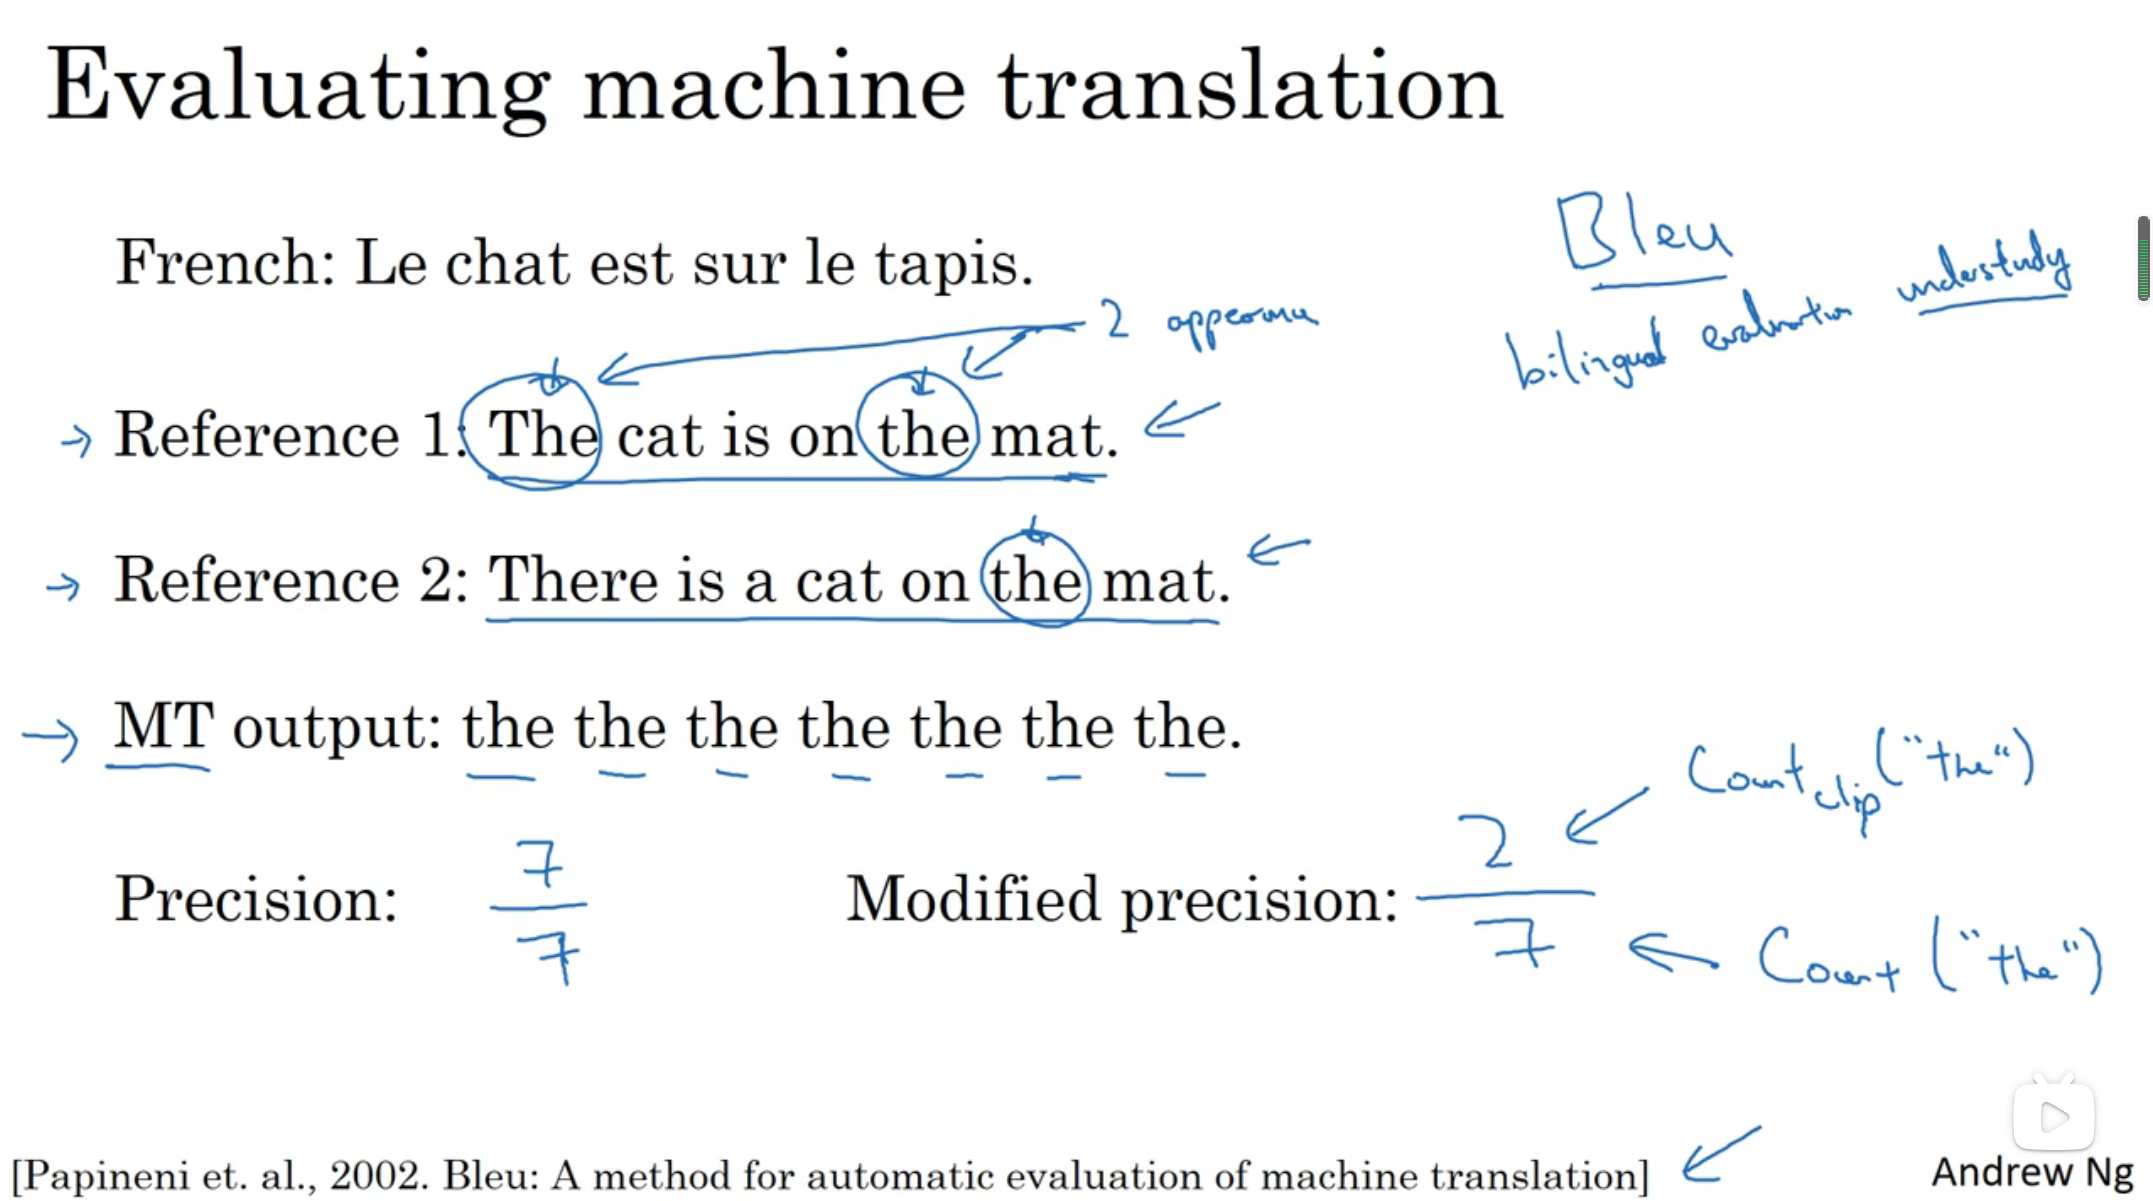 Evaluating machine translation
French: Le chat est sur le tapis.
Bleu
bilingual evaluation understudy
2
Reference 1: The cat is on the mat.
Reference 2: There is a cat on the mat.
MT output: the the the the the the the.
Precision: 7/7
Modified precision: 2/7
Count clip ("the")
Count ("the")
[Papineni et. al., 2002. Bleu: A method for automatic evaluation of machine translation]
Andrew Ng